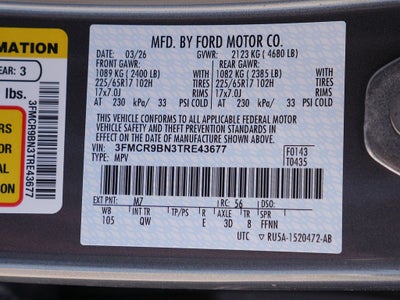 MATION
EAR: 3
lbs.
3FMCR9BN3TRE43677
MFD. BY FORD MOTOR CO.
DATE: 03/26 GVWR: 2123 KG ( 4680 LB)
FRONT GAWR: REAR GAWR:
1089 KG ( 2400 LB) 1082 KG ( 2385 LB)
225/65R17 102H TIRES 225/65R17 102H TIRES
17x7.0J RIMS 17x7.0J RIMS
AT 230 kPa/ 33 PSI COLD AT 230 kPa/ 33 PSI COLD
THIS VEHICLE CONFORMS TO ALL APPLICABLE FEDERAL MOTOR
VEHICLE SAFETY AND THEFT PREVENTION STANDARDS IN
EFFECT ON THE DATE OF MANUFACTURE SHOWN ABOVE.
VIN: 3FMCR9BN3TRE43677 F0143
TYPE: MPV T0435
EXT PNT: M7 RC: 56 DSO:
WB INT TR TP/PS R AXLE TR SPR
105 QW E 3D 8 FFNN
UTC RU5A-1520472-AB